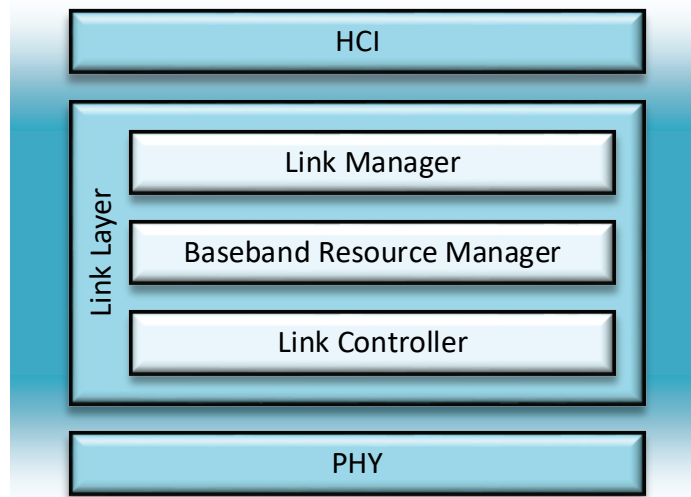 HCI
Link Layer
Link Manager
Baseband Resource Manager
Link Controller
PHY